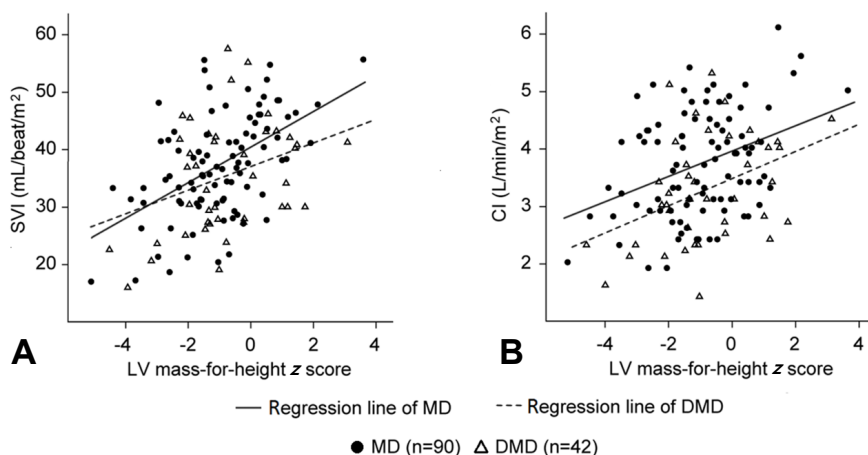 60
50
40
30
20
SVI (mL/beat/m²)
-4 -2 0 2 4
LV mass-for-height z score
A
6
5
4
3
2
CI (L/min/m²)
-4 -2 0 2 4
LV mass-for-height z score
B
Regression line of MD
Regression line of DMD
MD (n=90) DMD (n=42)